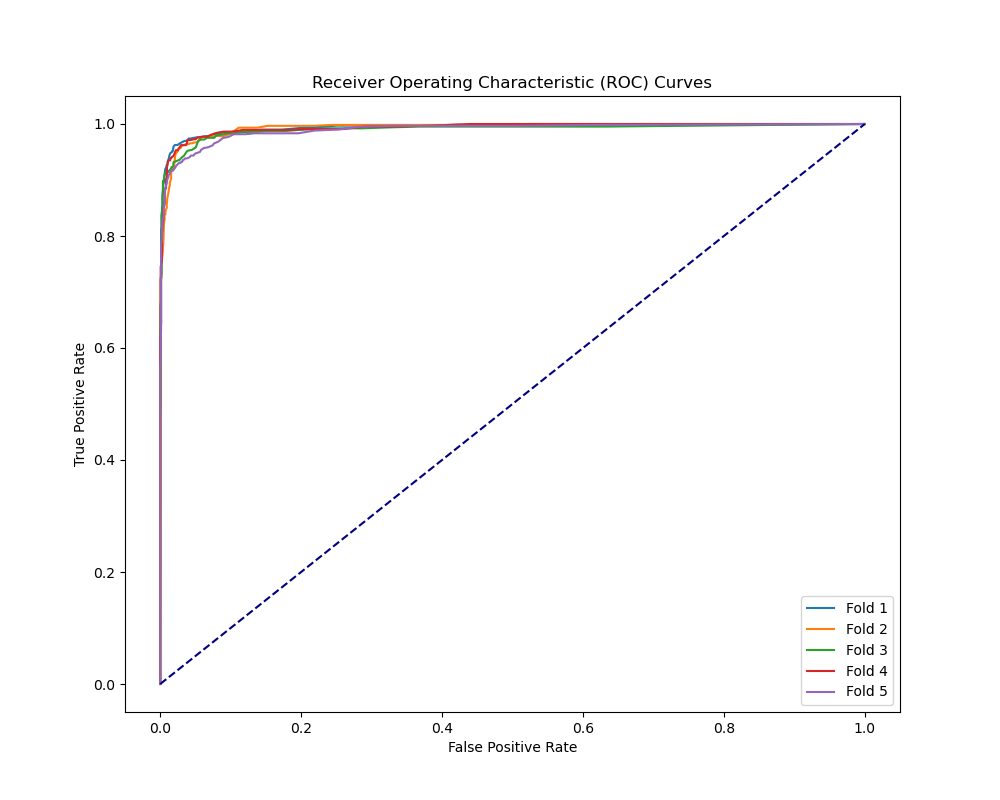 Receiver Operating Characteristic (ROC) Curves
1.0
0.8
0.6
0.4
0.2
0.0
True Positive Rate
0.0 0.2 0.4 0.6 0.8 1.0
False Positive Rate
Fold 1
Fold 2
Fold 3
Fold 4
Fold 5